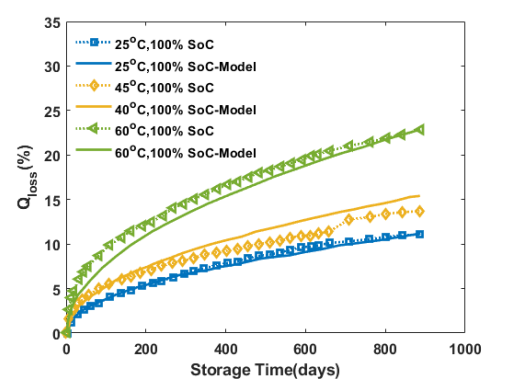 35
30
25
20
15
10
5
0
Qloss(%)
25°C,100% SoC
25°C,100% SoC-Model
45°C,100% SoC
40°C,100% SoC-Model
60°C,100% SoC
60°C,100% SoC-Model
0 200 400 600 800 1000
Storage Time(days)